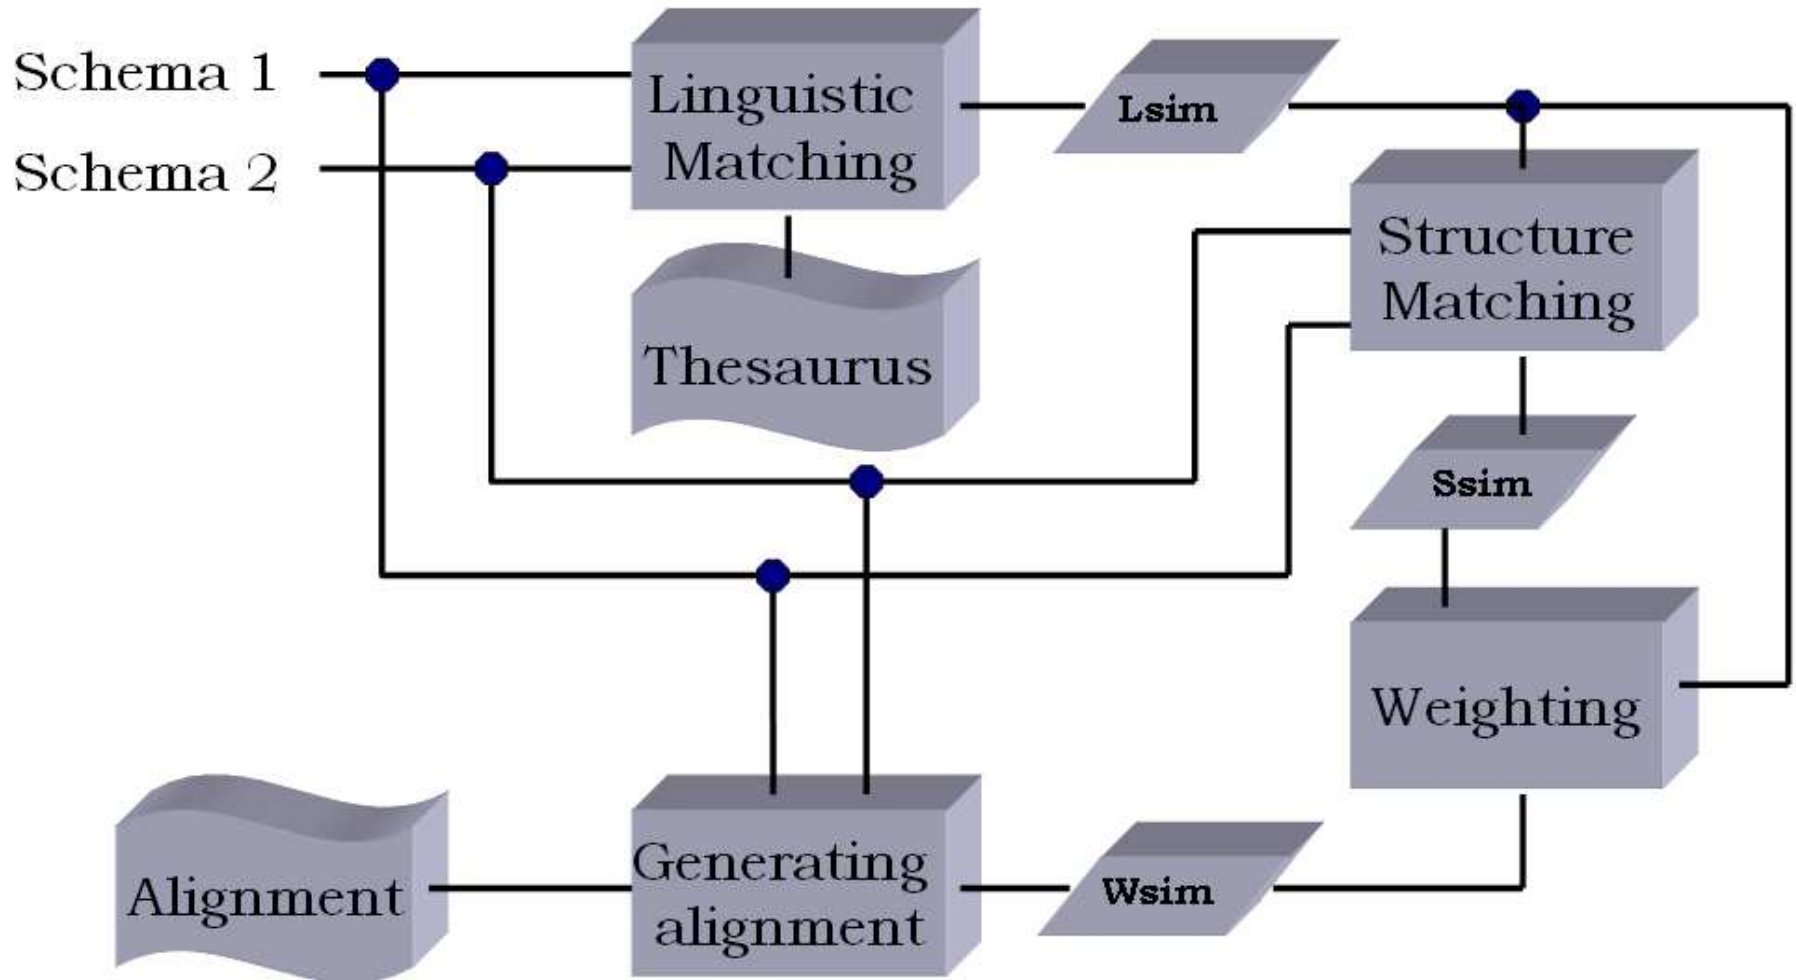 Schema 1
Schema 2
Linguistic
Matching
Lsim
Structure
Matching
Thesaurus
Ssim
Weighting
Generating
alignment
Wsim
Alignment